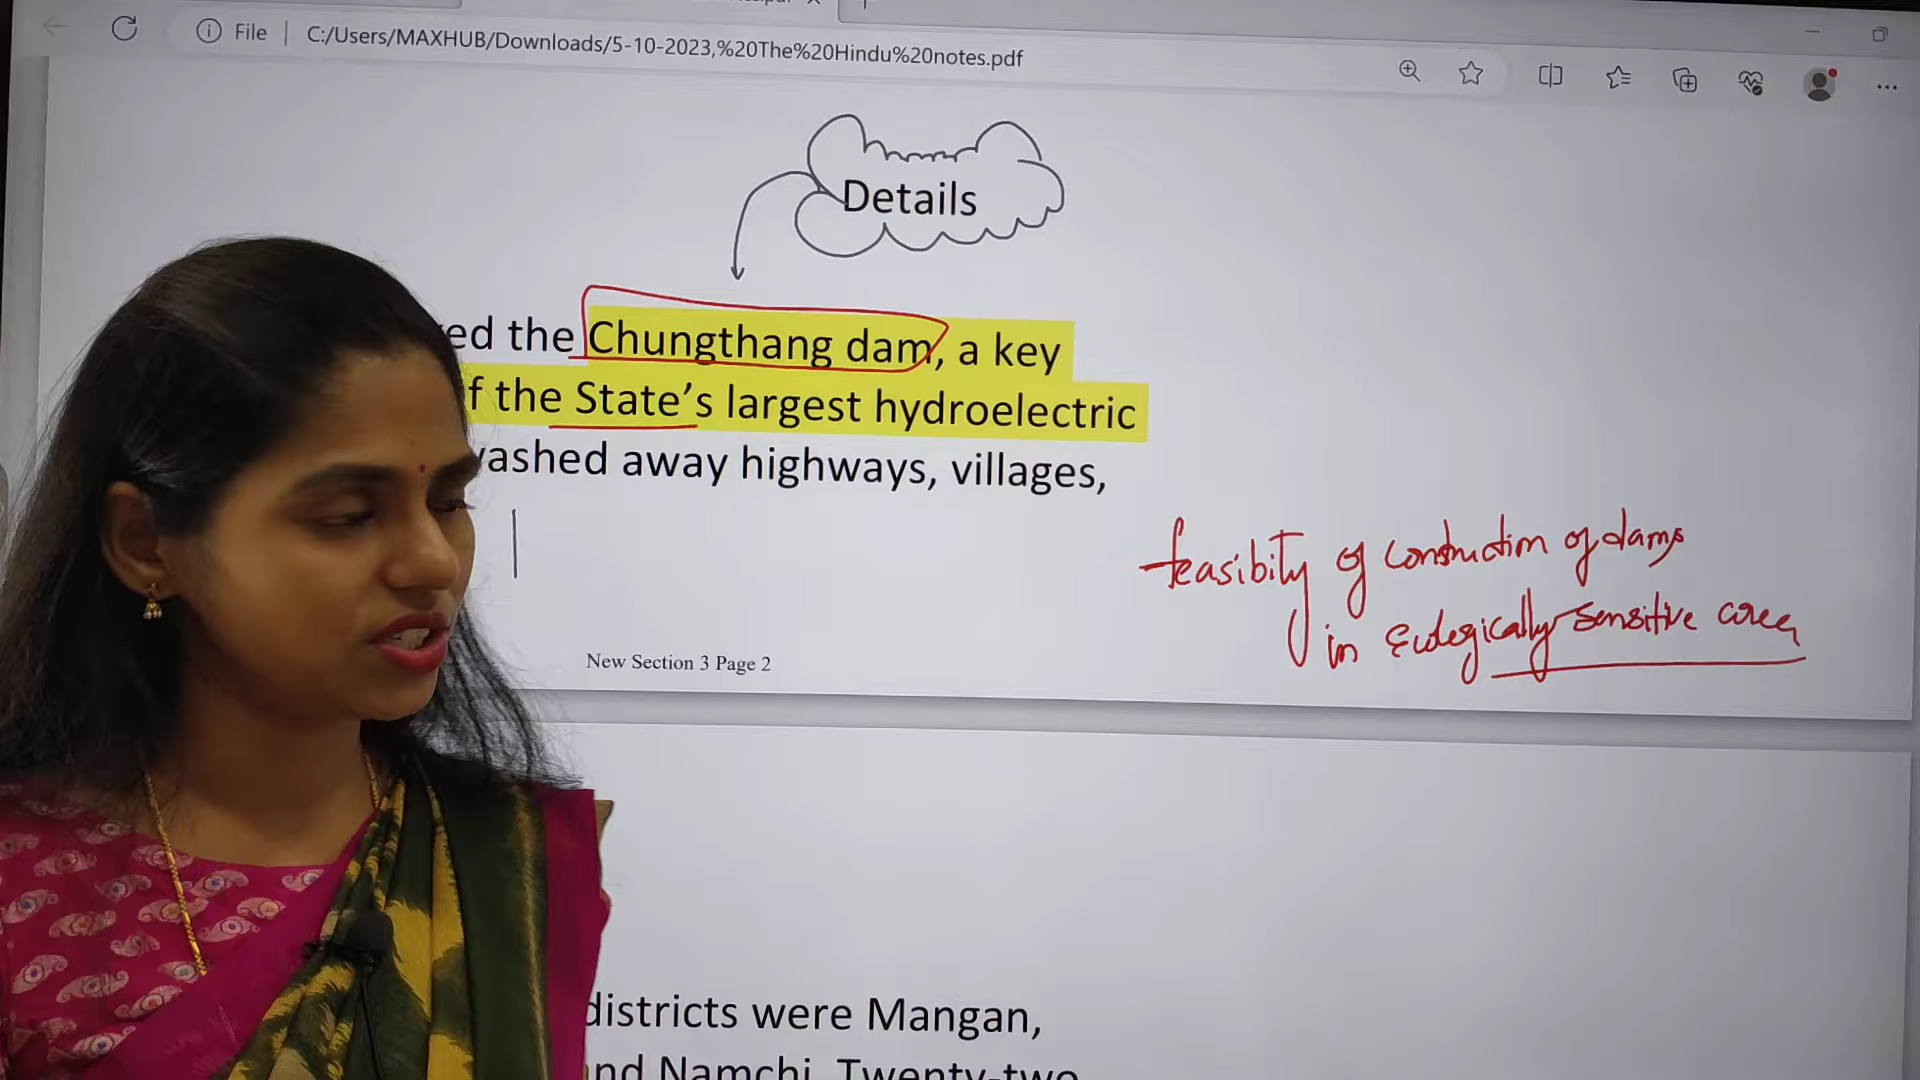 File C:/Users/MAXHUB/Downloads/5-10-2023,%20The%20Hindu%20notes.pdf
Details
ed the Chungthang dam, a key
f the State's largest hydroelectric
ashed away highways, villages,
feasibity of construction of dams
in ecologically sensitive area
New Section 3 Page 2
districts were Mangan,
and Namchi. Twenty-two